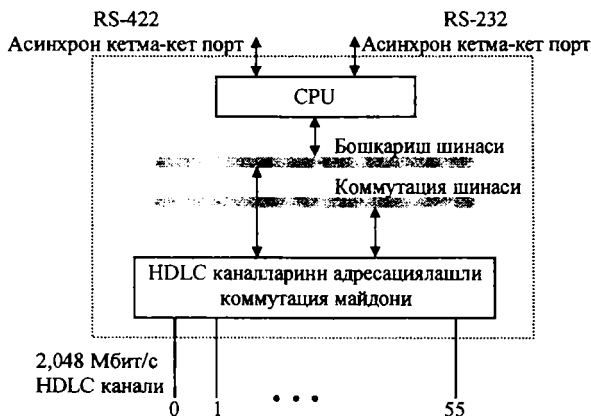 RS-422
Асинхрон кетма-кет порт
RS-232
Асинхрон кетма-кет порт
CPU
Бошкариш шинаси
Коммутация шинаси
HDLC каналларини адресациялашли
коммутация майдони
2,048 Мбит/с
HDLC канали
0 1 • • • 55